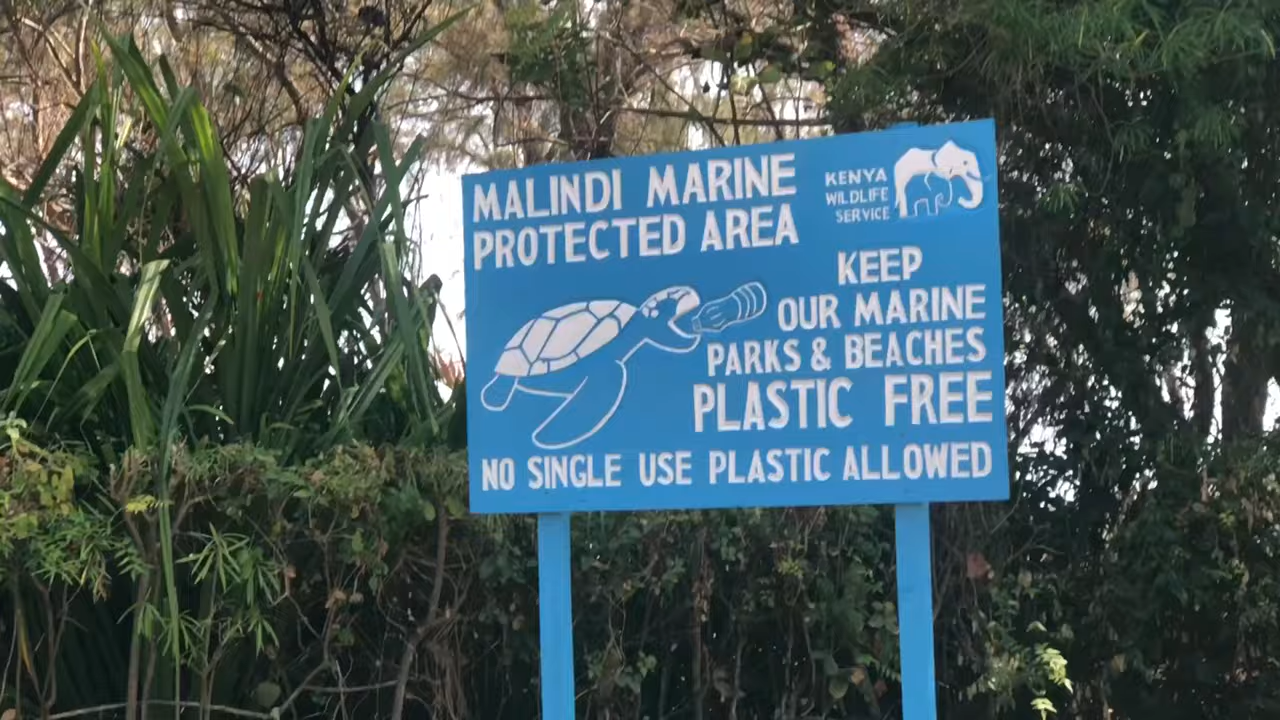 MALINDI MARINE
PROTECTED AREA
KENYA
WILDLIFE
SERVICE
KEEP
OUR MARINE
PARKS & BEACHES
PLASTIC FREE
NO SINGLE USE PLASTIC ALLOWED